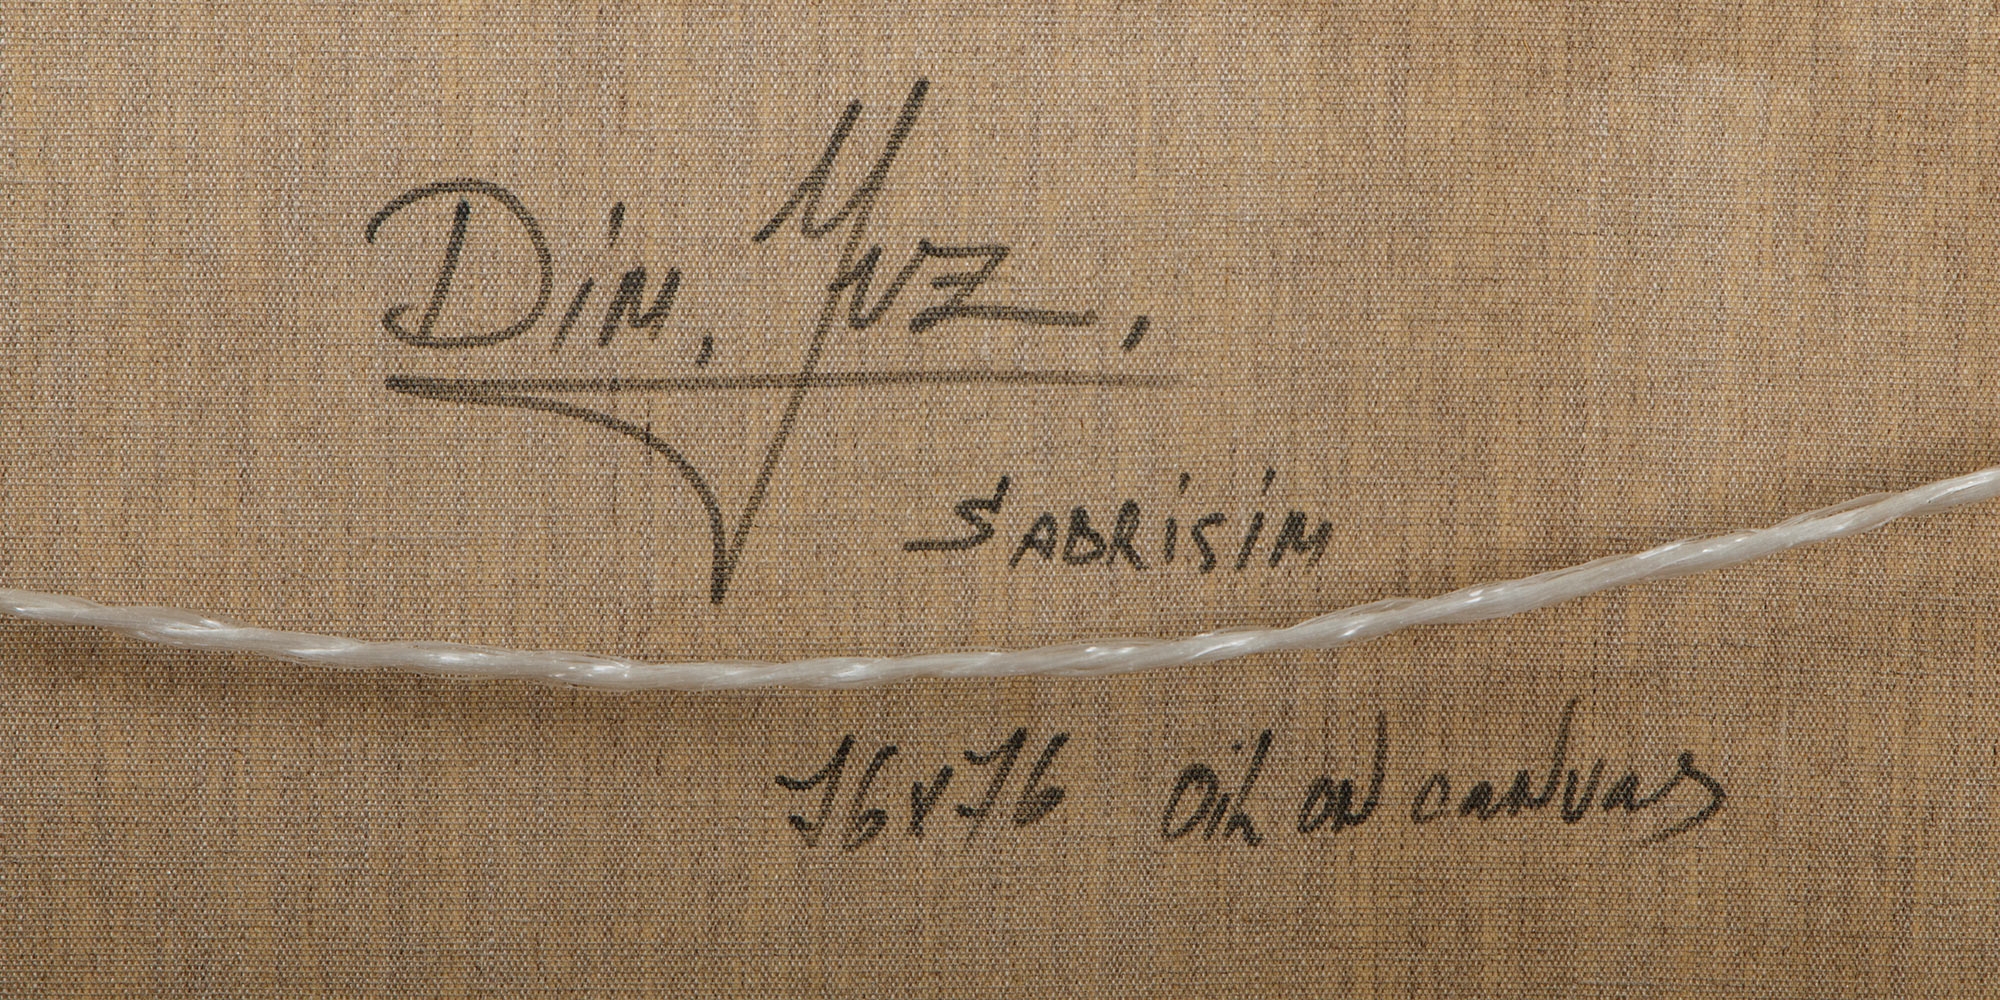 Din, Yuz,
SABRISIM
76x76 Oil on canvas